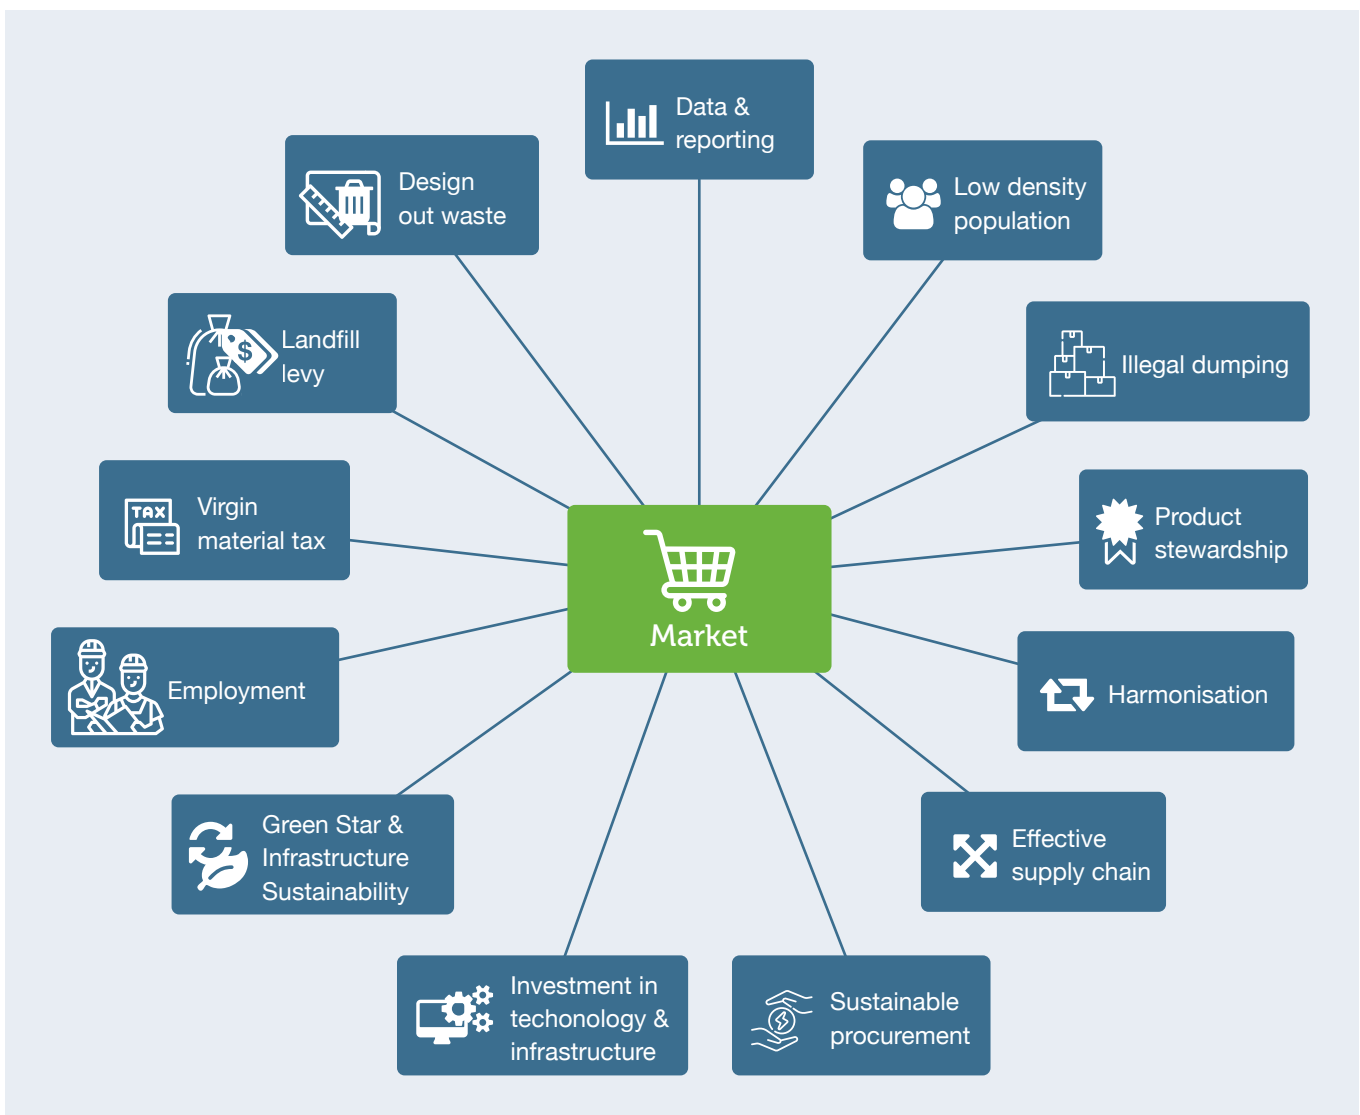 Data &
reporting
Design
out waste
Low density
population
Landfill
levy
$
Illegal dumping
Virgin
material tax
TAX
Product
stewardship
Market
Employment
Harmonisation
Green Star &
Infrastructure
Sustainability
Effective
supply chain
Investment in
techonology &
infrastructure
Sustainable
procurement